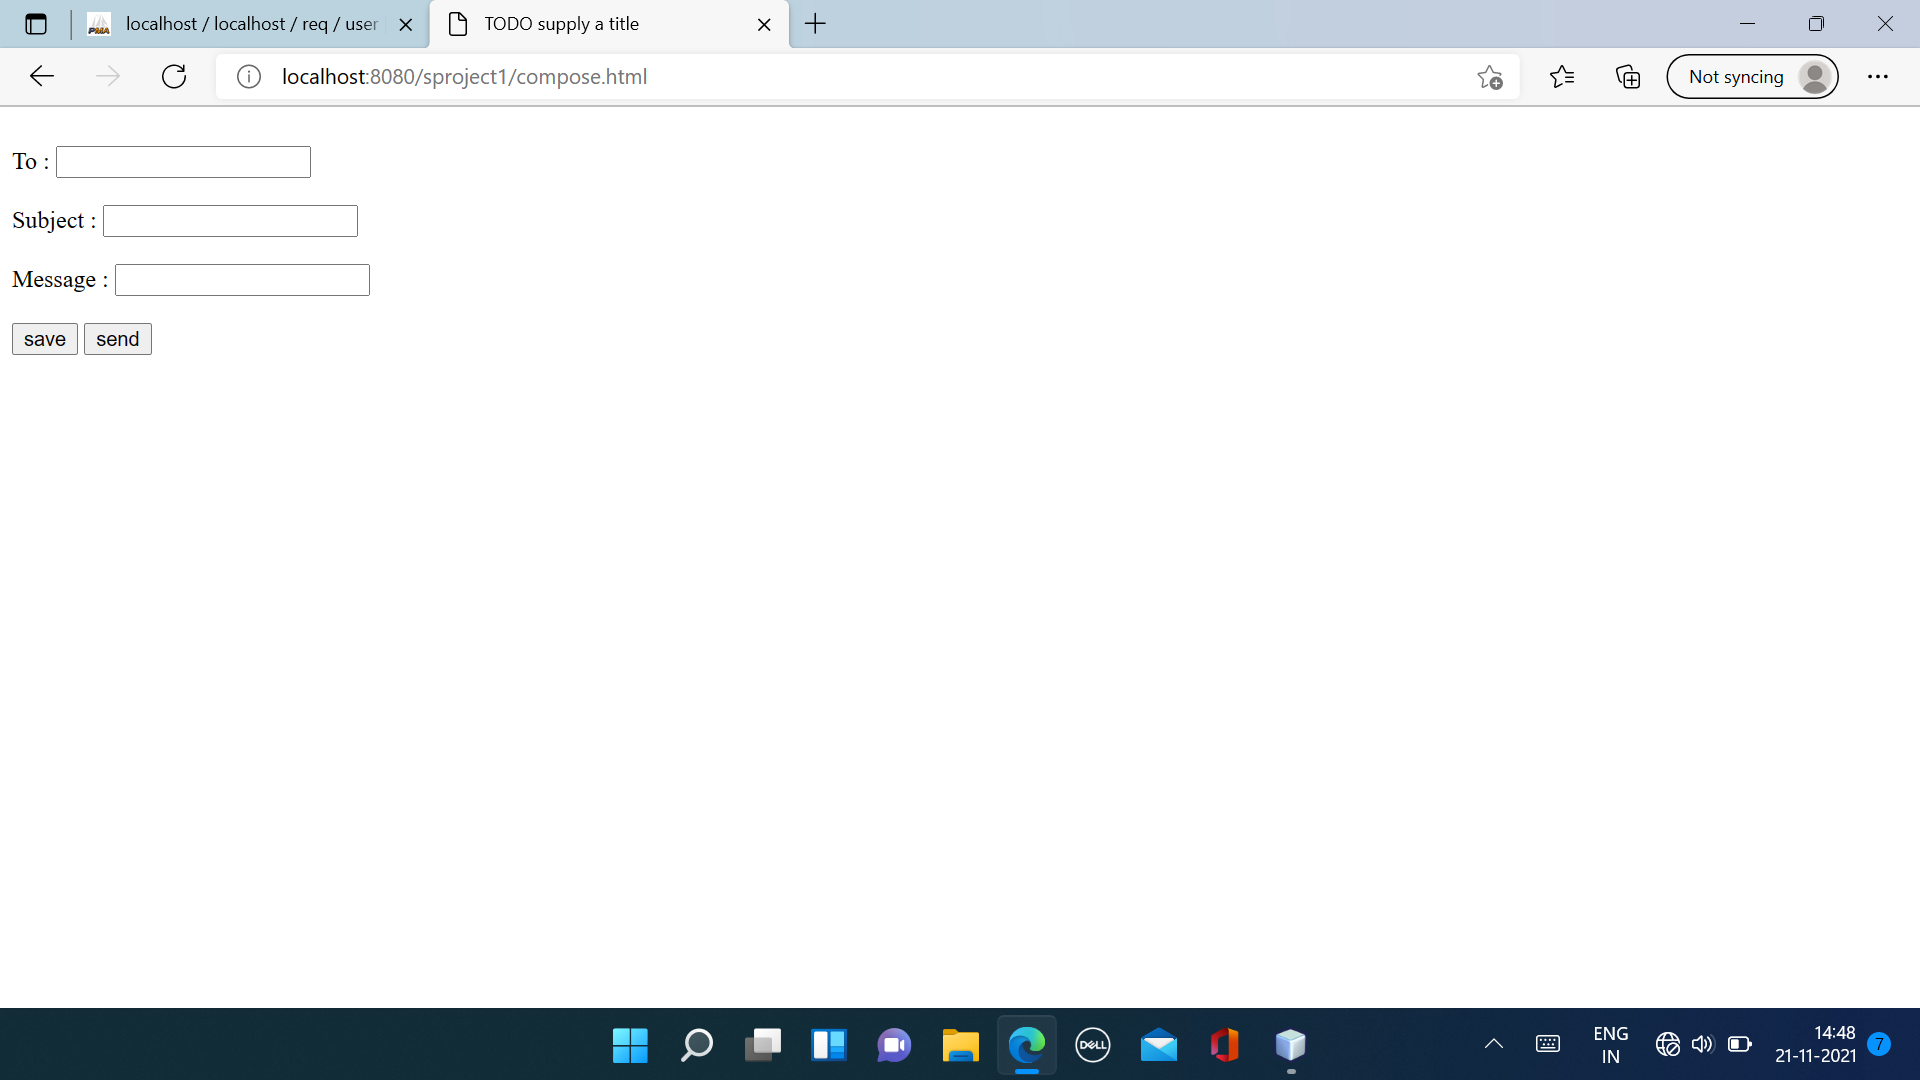 localhost / localhost / req / user
TODO supply a title
localhost:8080/sproject1/compose.html
Not syncing
To :
Subject :
Message :
save send
DELL
ENG
IN
14:48
21-11-2021
7